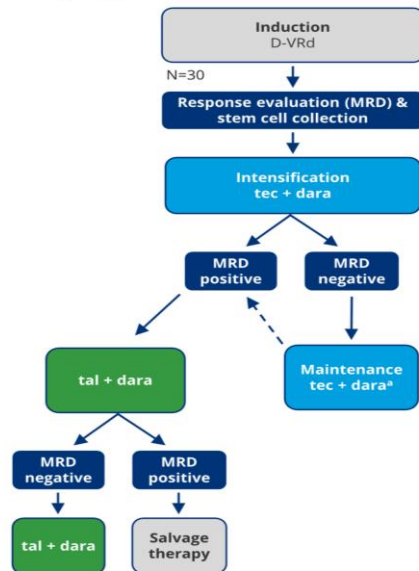 Induction
D-VRd
N=30
Response evaluation (MRD) &
stem cell collection
Intensification
tec + dara
MRD
positive
MRD
negative
tal + dara
Maintenance
tec + daraᵃ
MRD
negative
MRD
positive
tal + dara
Salvage
therapy